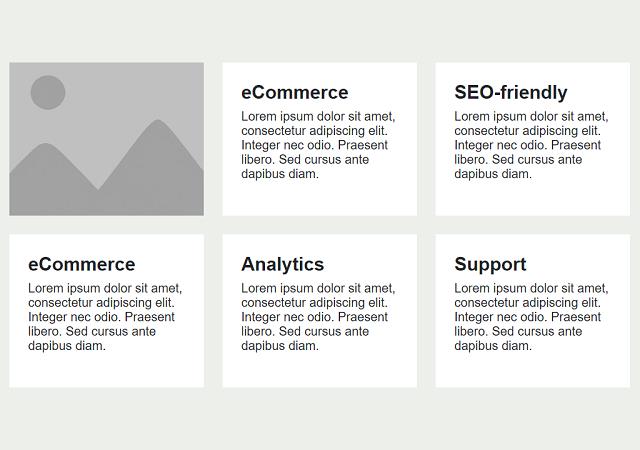 eCommerce
Lorem ipsum dolor sit amet,
consectetur adipiscing elit.
Integer nec odio. Praesent
libero. Sed cursus ante
dapibus diam.
SEO-friendly
Lorem ipsum dolor sit amet,
consectetur adipiscing elit.
Integer nec odio. Praesent
libero. Sed cursus ante
dapibus diam.
eCommerce
Lorem ipsum dolor sit amet,
consectetur adipiscing elit.
Integer nec odio. Praesent
libero. Sed cursus ante
dapibus diam.
Analytics
Lorem ipsum dolor sit amet,
consectetur adipiscing elit.
Integer nec odio. Praesent
libero. Sed cursus ante
dapibus diam.
Support
Lorem ipsum dolor sit amet,
consectetur adipiscing elit.
Integer nec odio. Praesent
libero. Sed cursus ante
dapibus diam.